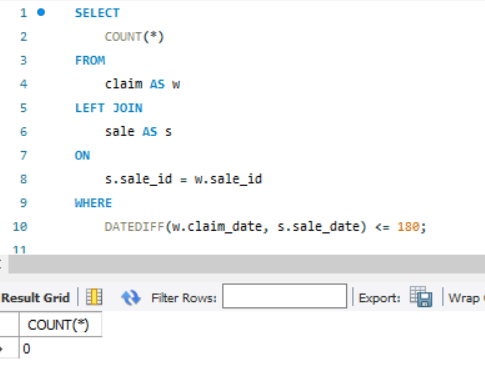 1 SELECT
2 COUNT(*)
3 FROM
4 claim AS w
5 LEFT JOIN
6 sale AS s
7 ON
8 s.sale_id = w.sale_id
9 WHERE
10 DATEDIFF(w.claim_date, s.sale_date) <= 180;
11
Result Grid Filter Rows: Export: Wrap
COUNT(*)
0